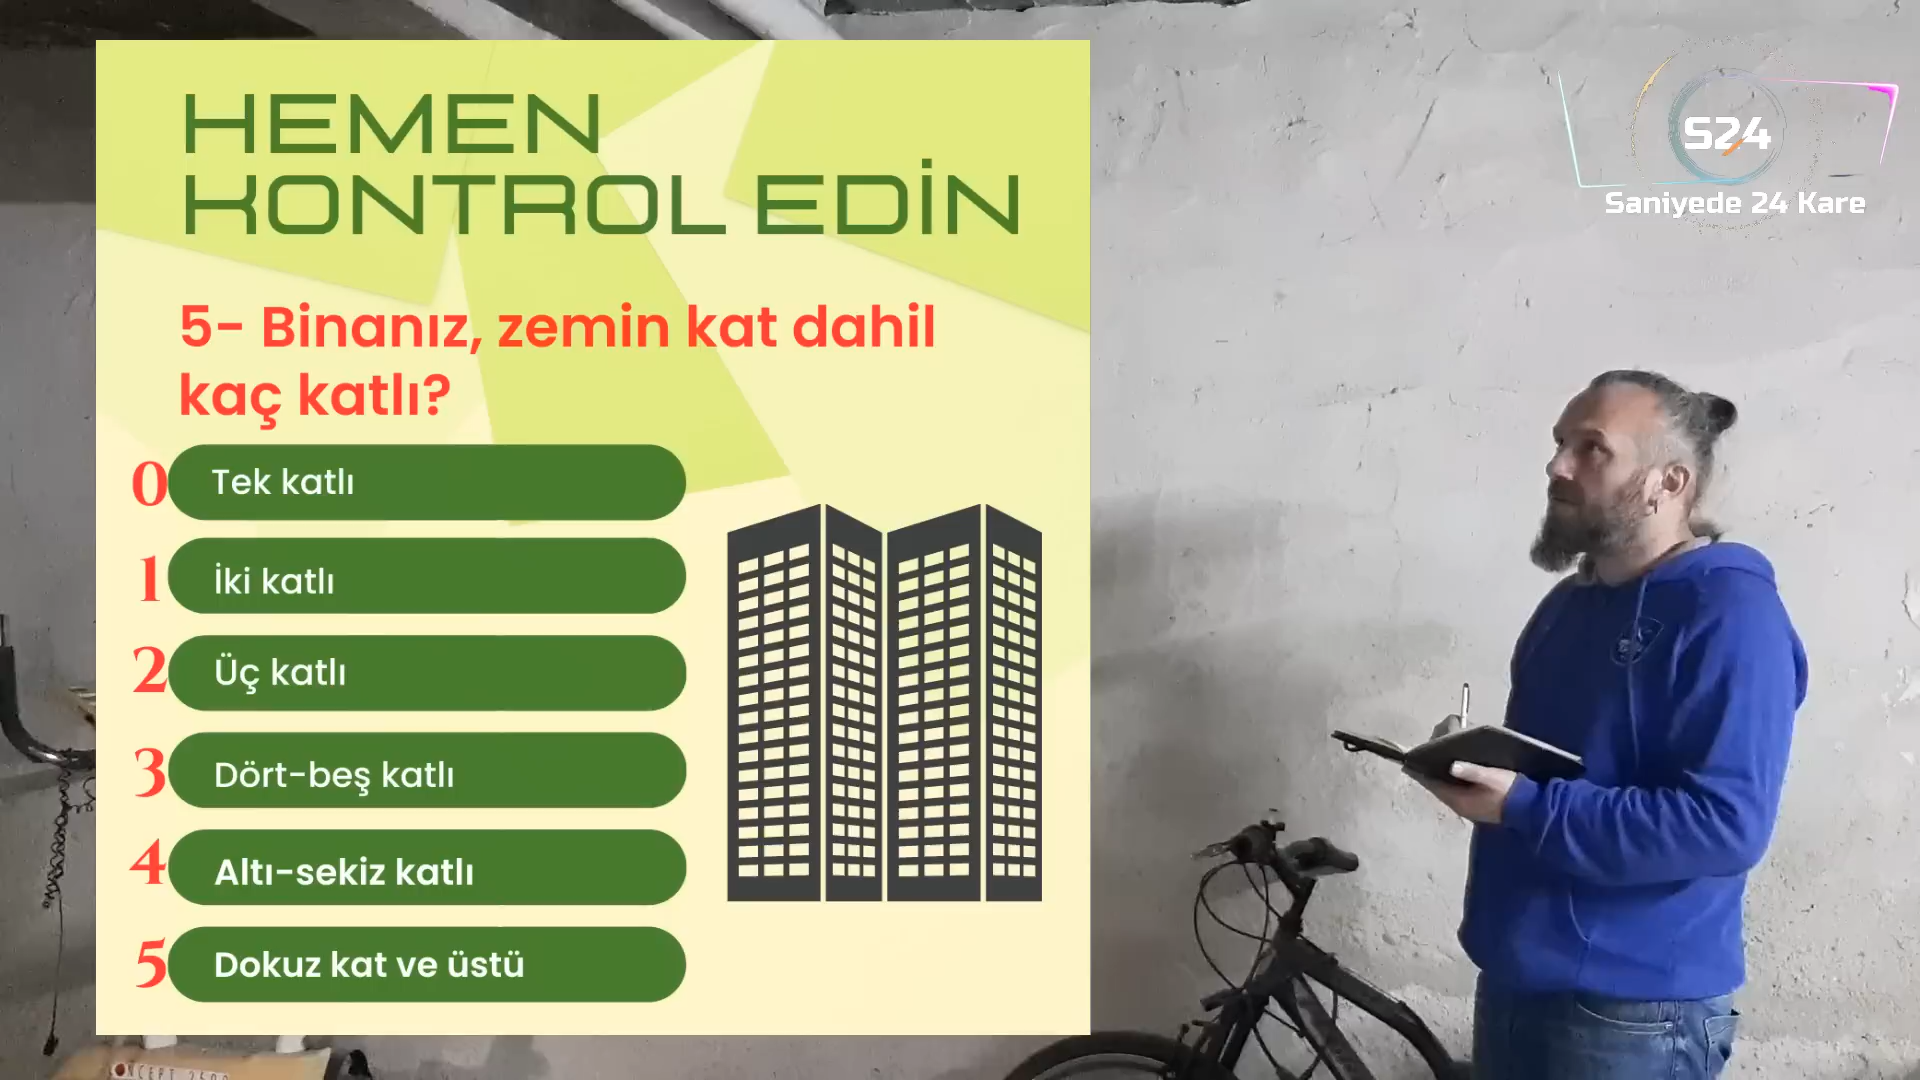 HEMEN
KONTROL EDİN
5- Binanız, zemin kat dahil
kaç katlı?
0 Tek katlı
1 İki katlı
2 Üç katlı
3 Dört-beş katlı
4 Altı-sekiz katlı
5 Dokuz kat ve üstü
S24
Saniyede 24 Kare